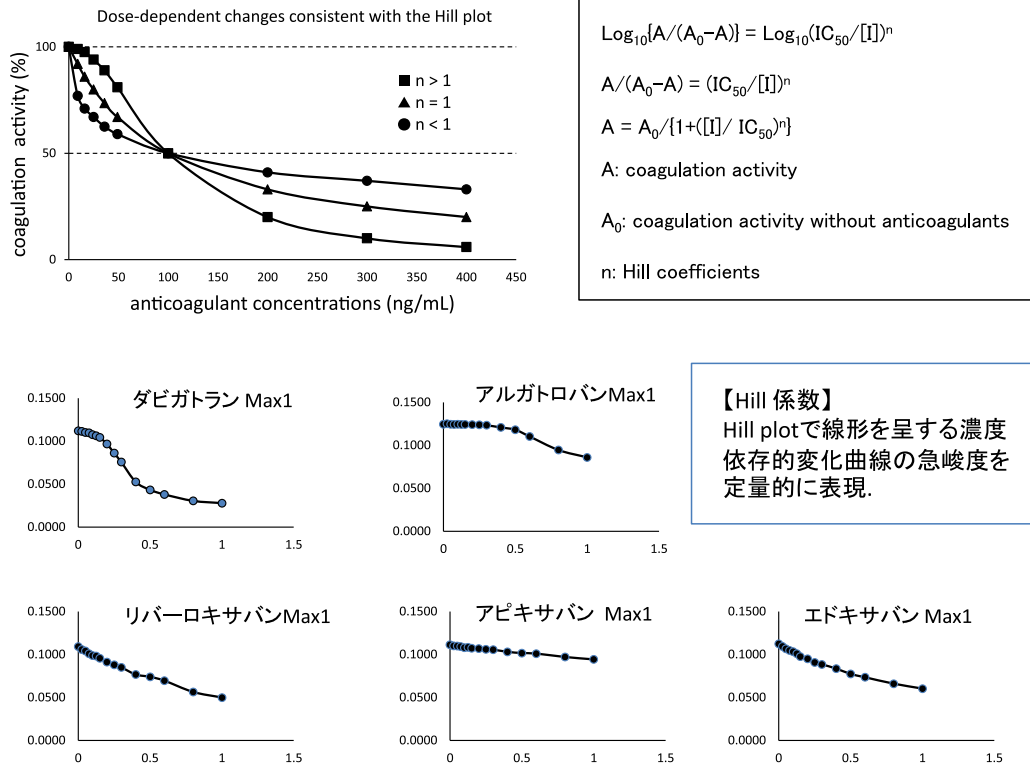 Dose-dependent changes consistent with the Hill plot
100
50
0
coagulation activity (%)
n > 1
n = 1
n < 1
0 50 100 150 200 250 300 350 400 450
anticoagulant concentrations (ng/mL)
Log₁₀{A/(A₀−A)} = Log₁₀(IC₅₀/[I])ⁿ
A/(A₀−A) = (IC₅₀/[I])ⁿ
A = A₀/{1+([I]/ IC₅₀)ⁿ}
A: coagulation activity
A₀: coagulation activity without anticoagulants
n: Hill coefficients
ダビガトラン Max1
0.1500
0.1000
0.0500
0.0000
0 0.5 1 1.5
アルガトロバンMax1
0.1500
0.1000
0.0500
0.0000
0 0.5 1 1.5
【Hill 係数】
Hill plotで線形を呈する濃度
依存的変化曲線の急峻度を
定量的に表現.
リバーロキサバンMax1
0.1500
0.1000
0.0500
0.0000
0 0.5 1 1.5
アピキサバン Max1
0.1500
0.1000
0.0500
0.0000
0 0.5 1 1.5
エドキサバン Max1
0.1500
0.1000
0.0500
0.0000
0 0.5 1 1.5